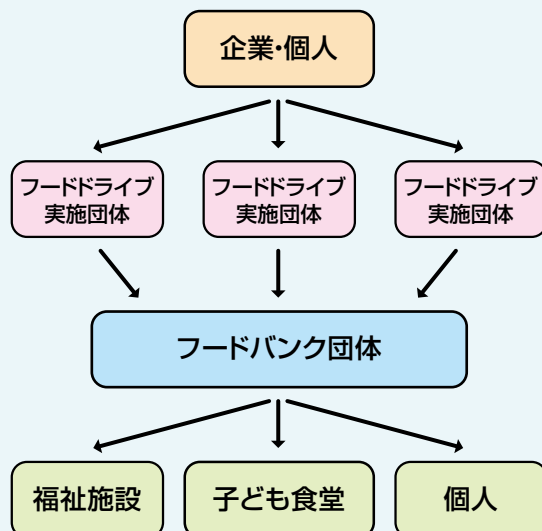 企業・個人
フードドライブ
実施団体
フードドライブ
実施団体
フードドライブ
実施団体
フードバンク団体
福祉施設
子ども食堂
個人